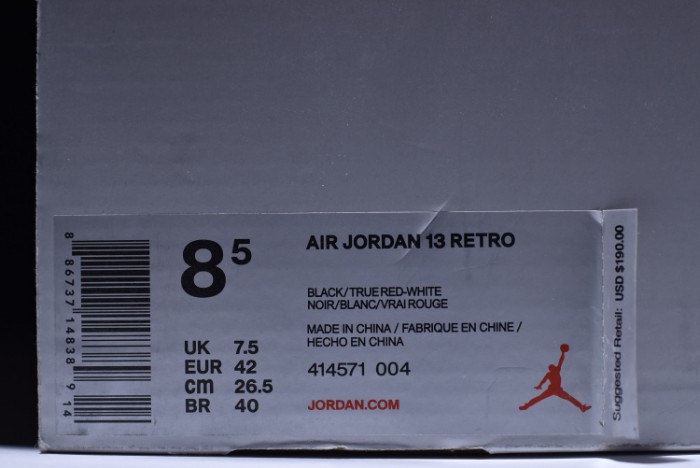 8 86737 14838 9 14
8 5
AIR JORDAN 13 RETRO
BLACK/TRUE RED-WHITE
NOIR/BLANC/VRAI ROUGE
MADE IN CHINA / FABRIQUE EN CHINE /
HECHO EN CHINA
UK 7.5
EUR 42
cm 26.5
BR 40
414571 004
JORDAN.COM
Suggested Retail: USD $190.00